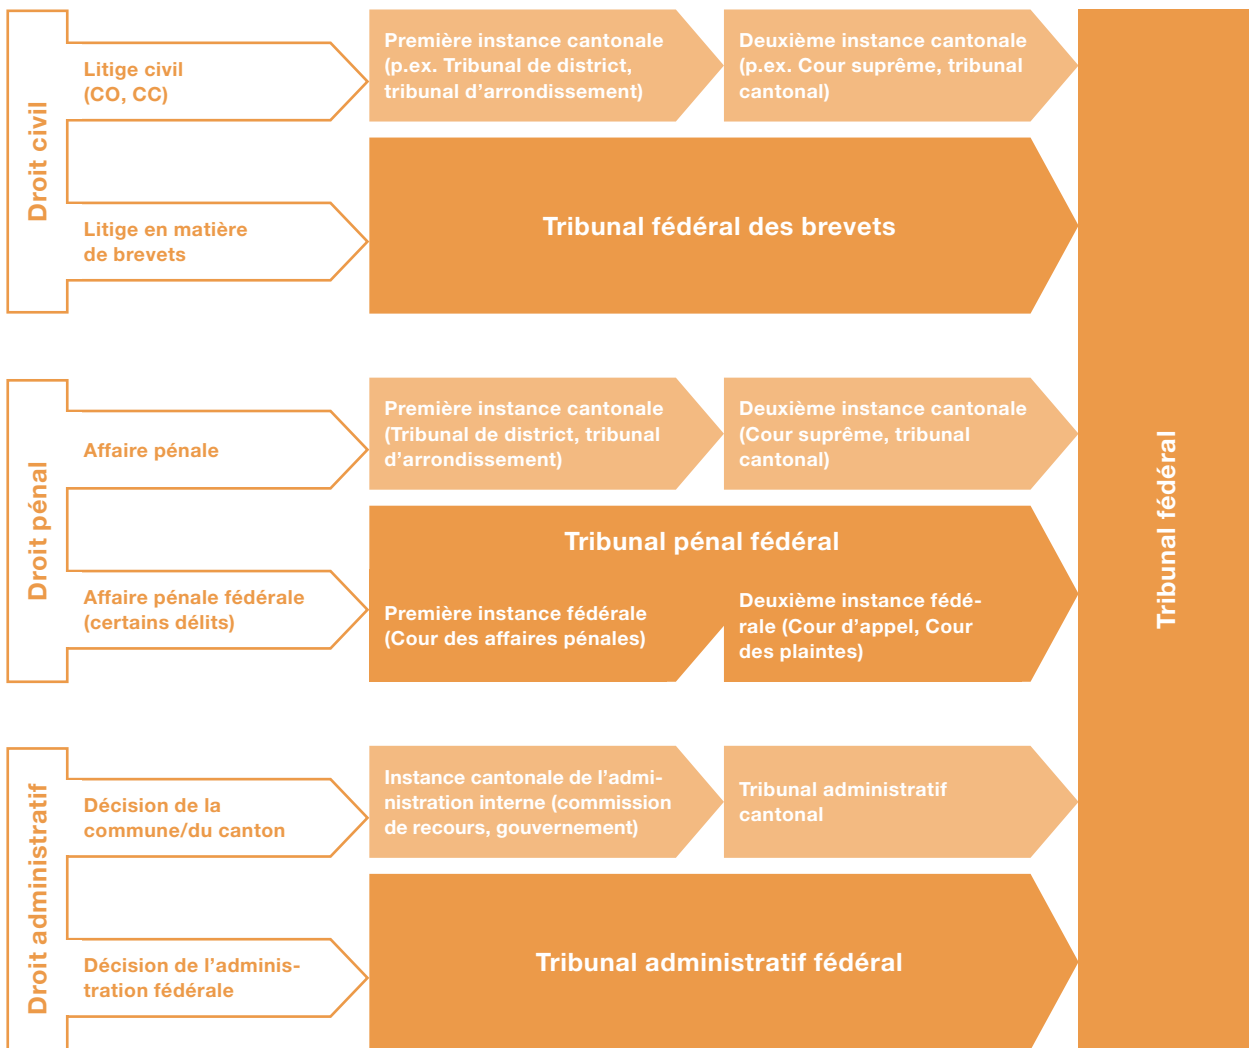 Droit civil
Litige civil
(CO, CC)
Première instance cantonale
(p.ex. Tribunal de district,
tribunal d’arrondissement)
Deuxième instance cantonale
(p.ex. Cour suprême, tribunal
cantonal)
Litige en matière
de brevets
Tribunal fédéral des brevets
Droit pénal
Affaire pénale
Première instance cantonale
(Tribunal de district, tribunal
d’arrondissement)
Deuxième instance cantonale
(Cour suprême, tribunal
cantonal)
Affaire pénale fédérale
(certains délits)
Tribunal pénal fédéral
Première instance fédérale
(Cour des affaires pénales)
Deuxième instance fédé-
rale (Cour d’appel, Cour
des plaintes)
Droit administratif
Décision de la
commune/du canton
Instance cantonale de l’admi-
nistration interne (commission
de recours, gouvernement)
Tribunal administratif
cantonal
Décision de l’adminis-
tration fédérale
Tribunal administratif fédéral
Tribunal fédéral